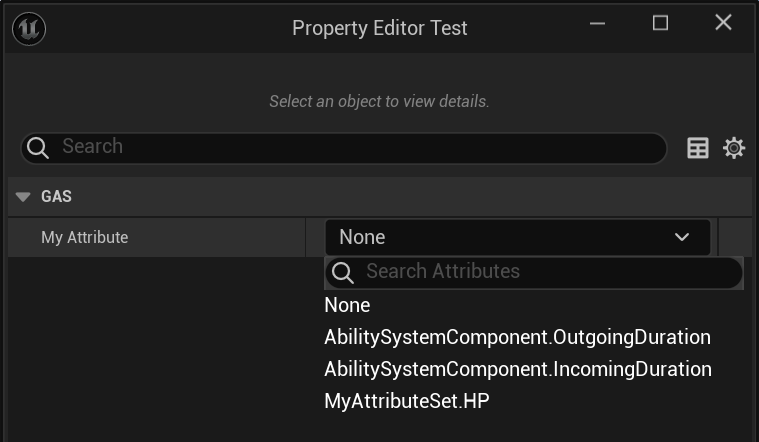 Property Editor Test
Select an object to view details.
Search
GAS
My Attribute
None
Search Attributes
None
AbilitySystemComponent.OutgoingDuration
AbilitySystemComponent.IncomingDuration
MyAttributeSet.HP